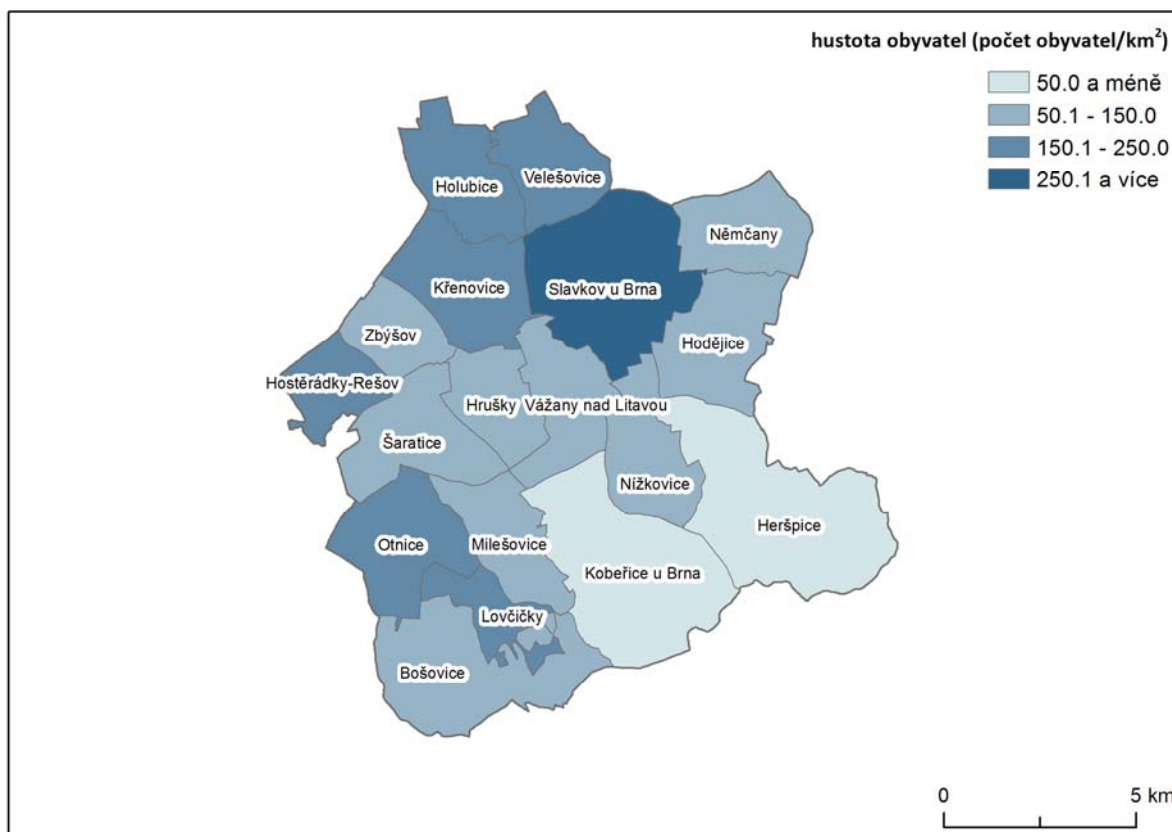 hustota obyvatel (počet obyvatel/km²)
50.0 a méně
50.1 - 150.0
150.1 - 250.0
250.1 a více
Velešovice
Holubice
Němčany
Křenovice
Slavkov u Brna
Zbýšov
Hodějice
Hostěrádky-Rešov
Hrušky
Vážany nad Litavou
Šaratice
Nížkovice
Heršpice
Otnice
Milešovice
Kobeřice u Brna
Lovčičky
Bošovice
0 5 km